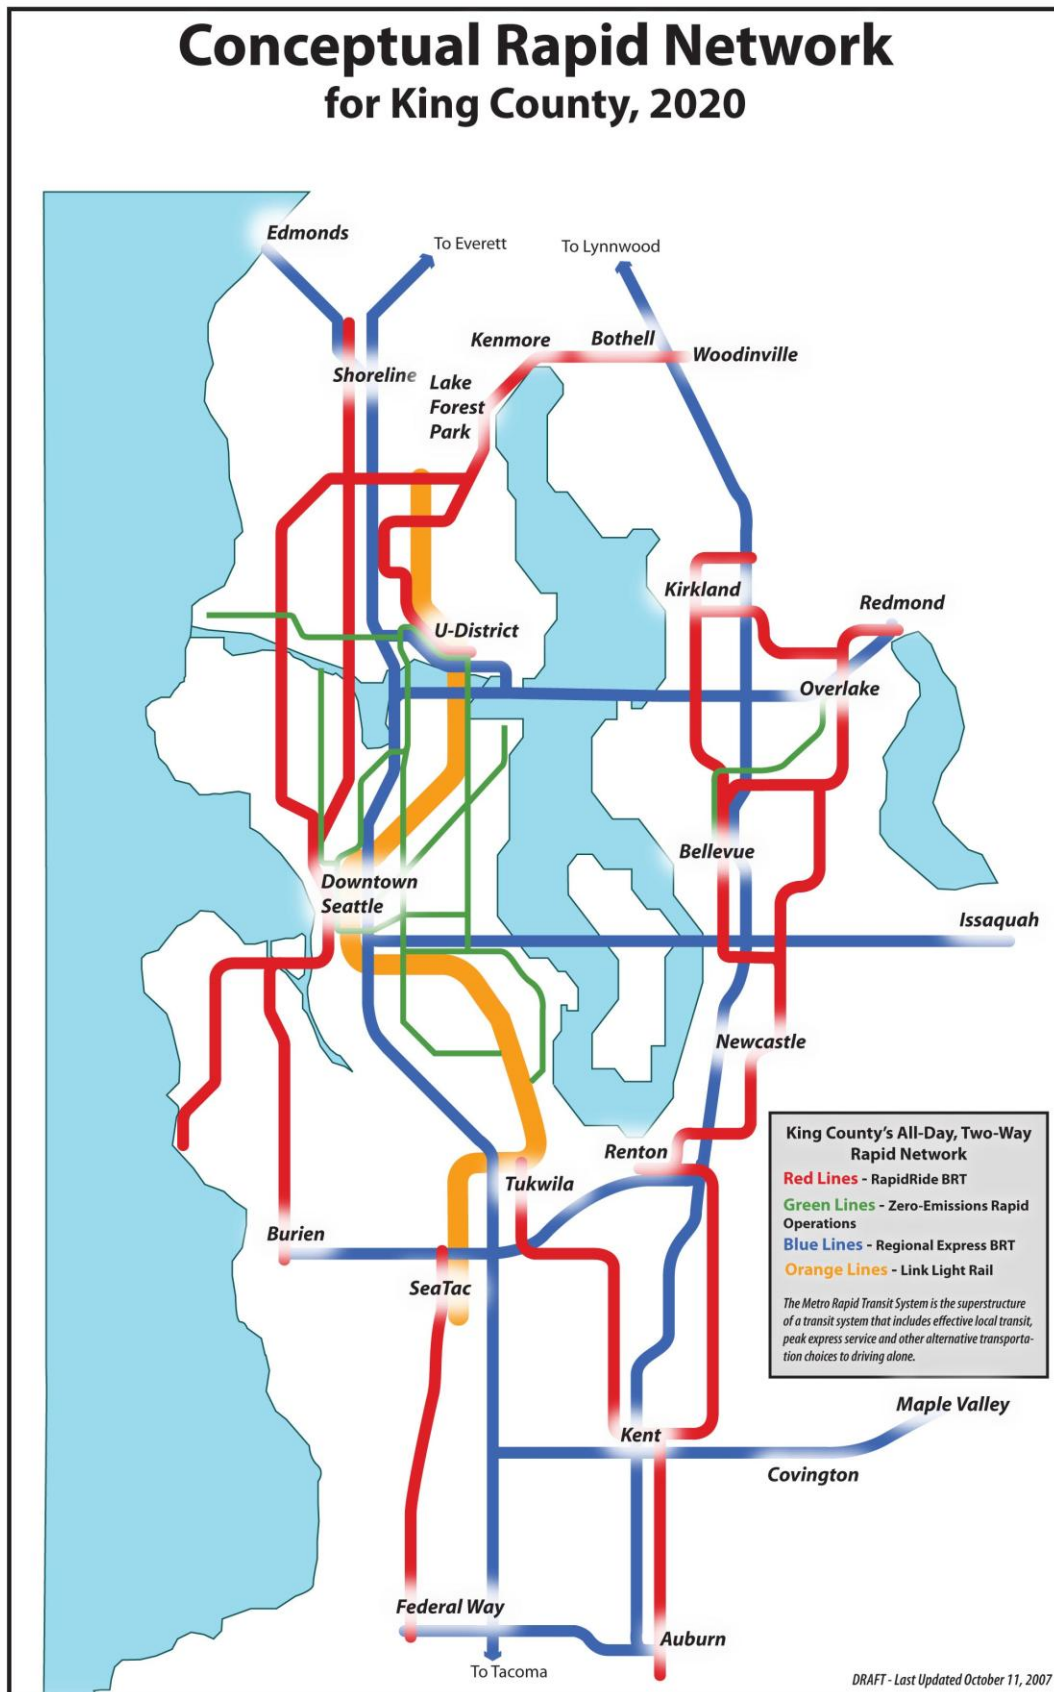 Conceptual Rapid Network
for King County, 2020
Edmonds
To Everett
To Lynnwood
Kenmore
Bothell
Woodinville
Shoreline
Lake
Forest
Park
Kirkland
Redmond
U-District
Overlake
Bellevue
Downtown
Seattle
Issaquah
Newcastle
Renton
Tukwila
Burien
SeaTac
King County's All-Day, Two-Way
Rapid Network
Red Lines - RapidRide BRT
Green Lines - Zero-Emissions Rapid
Operations
Blue Lines - Regional Express BRT
Orange Lines - Link Light Rail
The Metro Rapid Transit System is the superstructure
of a transit system that includes effective local transit,
peak express service and other alternative transporta-
tion choices to driving alone.
Maple Valley
Kent
Covington
Federal Way
Auburn
To Tacoma
DRAFT - Last Updated October 11, 2007